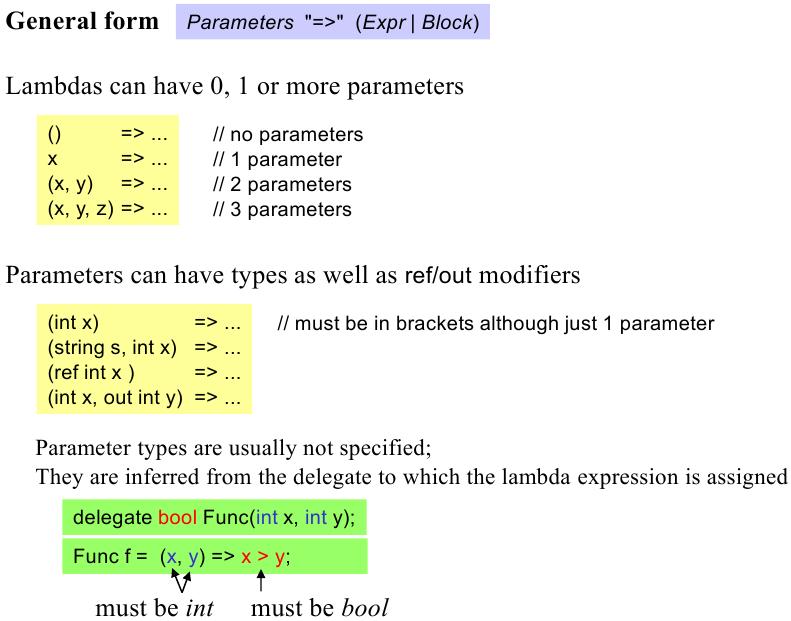 General form Parameters "=>" (Expr | Block)
Lambdas can have 0, 1 or more parameters
() => ... // no parameters
x => ... // 1 parameter
(x, y) => ... // 2 parameters
(x, y, z) => ... // 3 parameters
Parameters can have types as well as ref/out modifiers
(int x) => ... // must be in brackets although just 1 parameter
(string s, int x) => ...
(ref int x ) => ...
(int x, out int y) => ...
Parameter types are usually not specified;
They are inferred from the delegate to which the lambda expression is assigned
delegate bool Func(int x, int y);
Func f = (x, y) => x > y;
must be int must be bool